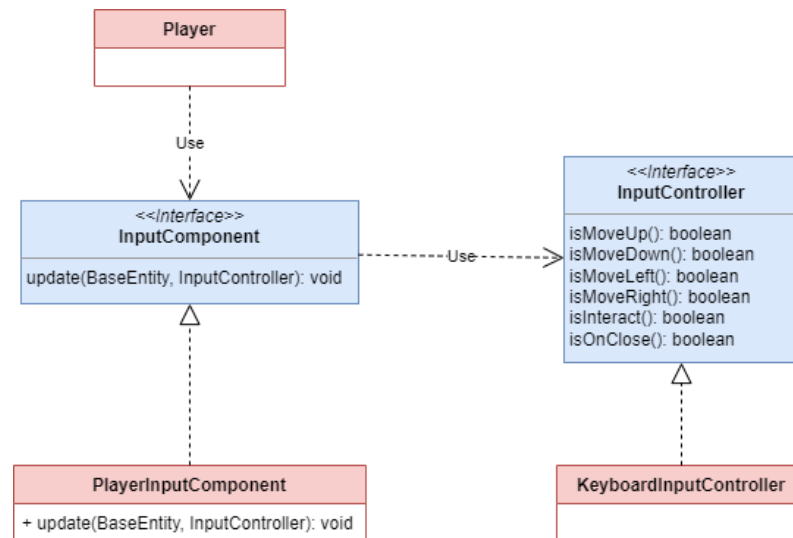 Player
Use
<<Interface>>
InputComponent
update(BaseEntity, InputController): void
Use
<<Interface>>
InputController
isMoveUp(): boolean
isMoveDown(): boolean
isMoveLeft(): boolean
isMoveRight(): boolean
isInteract(): boolean
isOnClose(): boolean
PlayerInputComponent
+ update(BaseEntity, InputController): void
KeyboardInputController